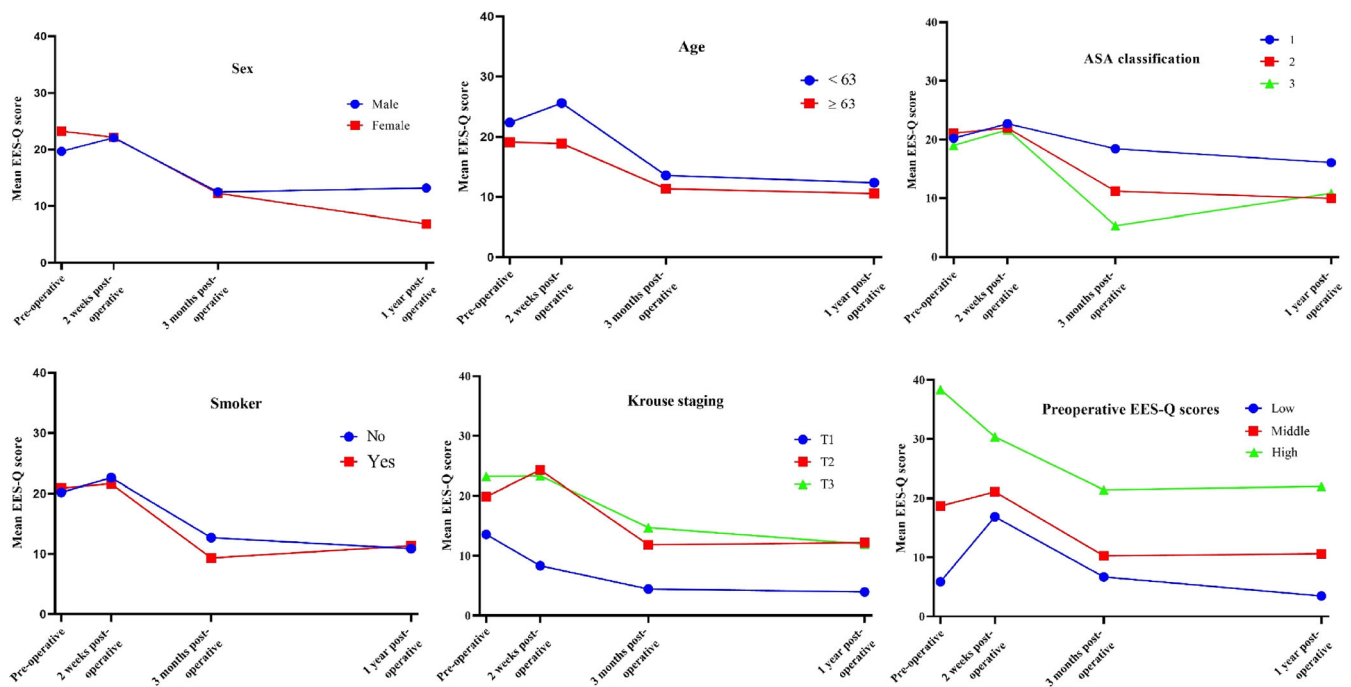 Sex
Mean EES-Q score
40
30
20
10
0
Male
Female
Pre-operative
2 weeks post-
operative
3 months post-
operative
1 year post-
operative
Age
Mean EES-Q score
40
30
20
10
0
< 63
≥ 63
Pre-operative
2 weeks post-
operative
3 months post-
operative
1 year post-
operative
ASA classification
Mean EES-Q score
40
30
20
10
0
1
2
3
Pre-operative
2 weeks post-
operative
3 months post-
operative
1 year post-
operative
Smoker
Mean EES-Q score
40
30
20
10
0
No
Yes
Pre-operative
2 weeks post-
operative
3 months post-
operative
1 year post-
operative
Krouse staging
Mean EES-Q score
40
30
20
10
0
T1
T2
T3
Pre-operative
2 weeks post-
operative
3 months post-
operative
1 year post-
operative
Preoperative EES-Q scores
Mean EES-Q score
40
30
20
10
0
Low
Middle
High
Pre-operative
2 weeks post-
operative
3 months post-
operative
1 year post-
operative